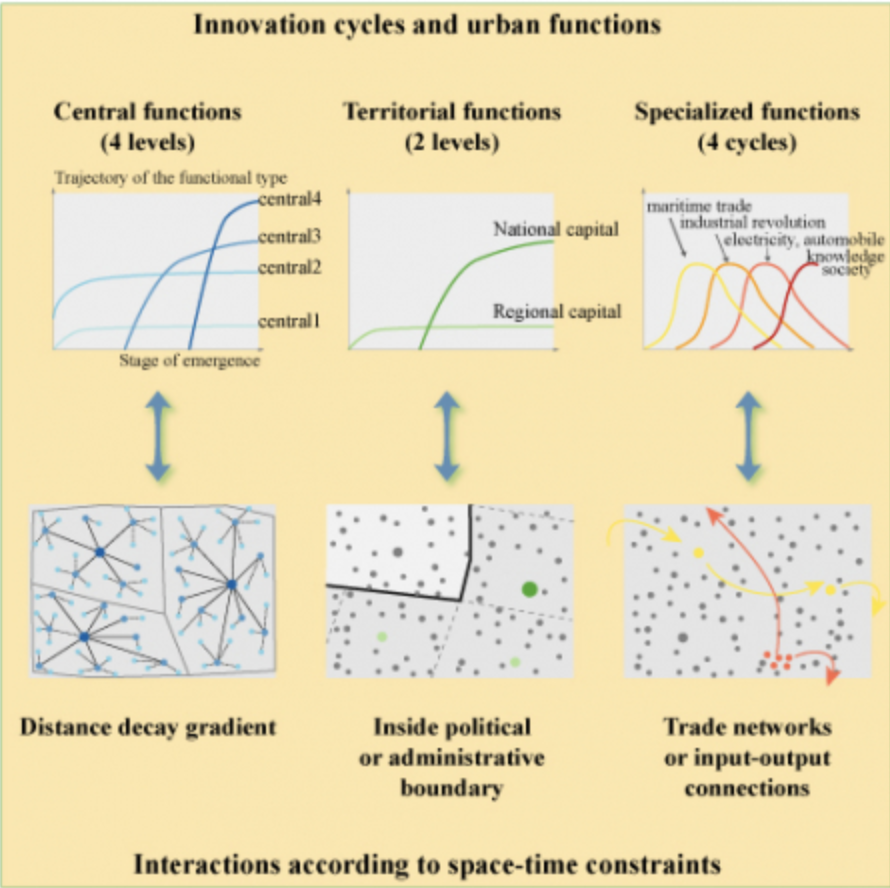 Innovation cycles and urban functions
Central functions
(4 levels)
Territorial functions
(2 levels)
Specialized functions
(4 cycles)
Trajectory of the functional type
central4
central3
central2
central1
Stage of emergence
National capital
Regional capital
maritime trade
industrial revolution
electricity, automobile
knowledge
society
Distance decay gradient
Inside political
or administrative
boundary
Trade networks
or input-output
connections
Interactions according to space-time constraints